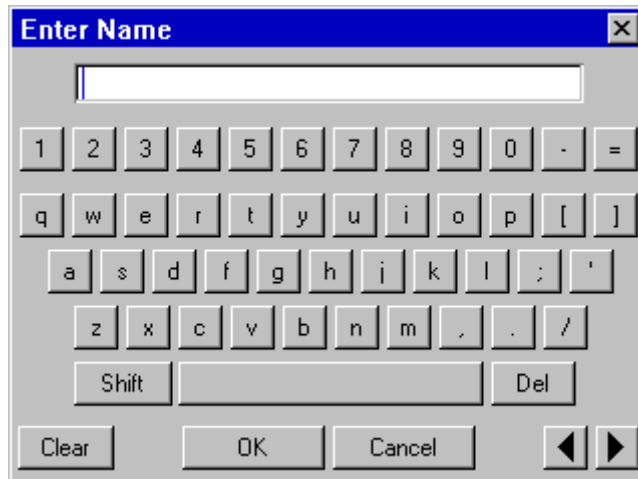 Enter Name
1 2 3 4 5 6 7 8 9 0 - =
q w e r t y u i o p [ ]
a s d f g h j k l ; '
z x c v b n m , . /
Shift Del
Clear OK Cancel